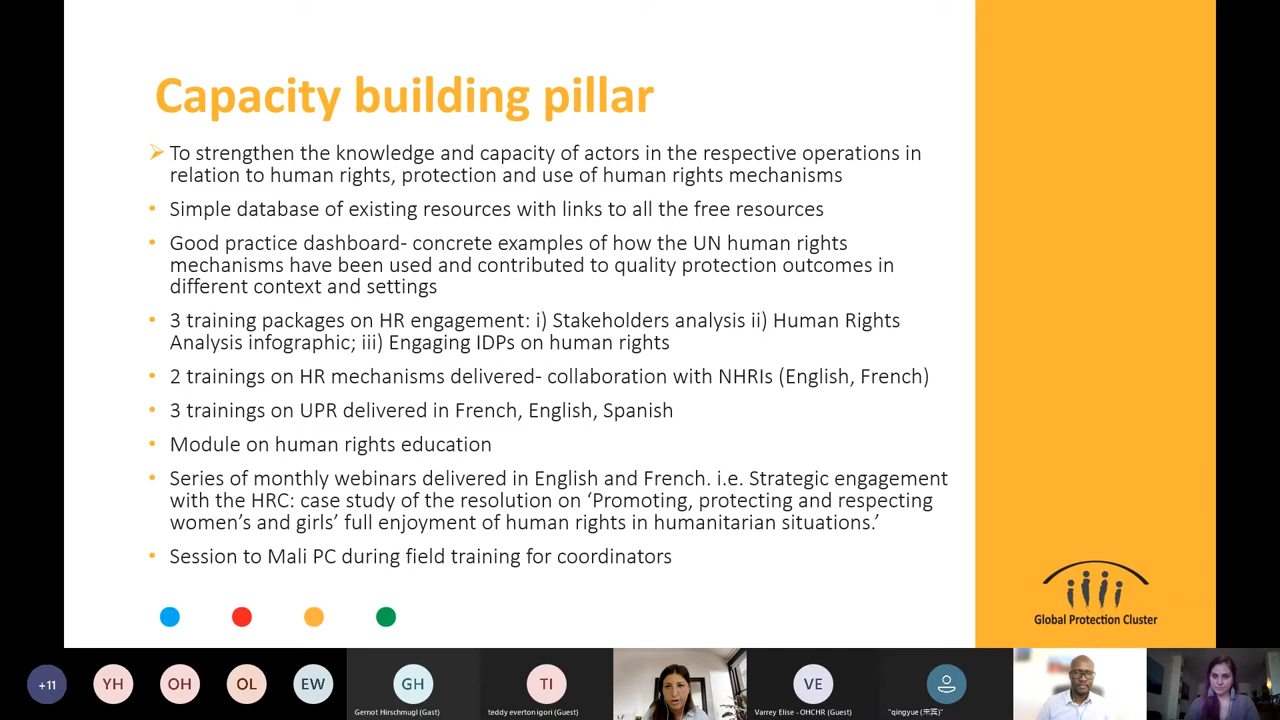 Capacity building pillar
To strengthen the knowledge and capacity of actors in the respective operations in
relation to human rights, protection and use of human rights mechanisms
Simple database of existing resources with links to all the free resources
Good practice dashboard- concrete examples of how the UN human rights
mechanisms have been used and contributed to quality protection outcomes in
different context and settings
3 training packages on HR engagement: i) Stakeholders analysis ii) Human Rights
Analysis infographic; iii) Engaging IDPs on human rights
2 trainings on HR mechanisms delivered- collaboration with NHRIs (English, French)
3 trainings on UPR delivered in French, English, Spanish
Module on human rights education
Series of monthly webinars delivered in English and French. i.e. Strategic engagement
with the HRC: case study of the resolution on ‘Promoting, protecting and respecting
women’s and girls’ full enjoyment of human rights in humanitarian situations.’
Session to Mali PC during field training for coordinators
Global Protection Cluster
+11
YH
OH
OL
EW
GH
Gernot Hirschmugl (Gast)
TI
teddy everton igori (Guest)
VE
Varrey Elise - OHCHR (Guest)
"qingyue (宋宾)"